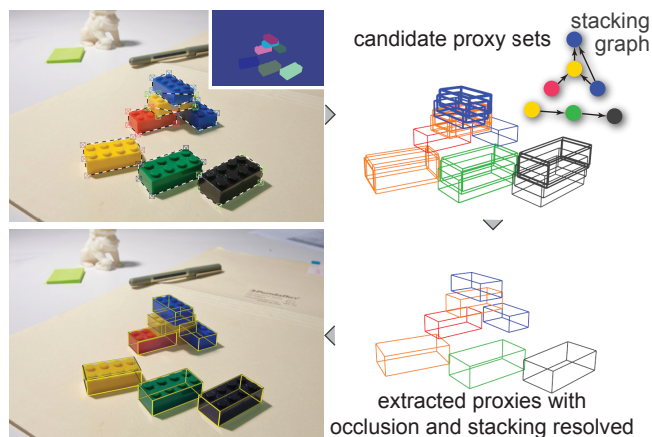 candidate proxy sets
stacking
graph
extracted proxies with
occlusion and stacking resolved